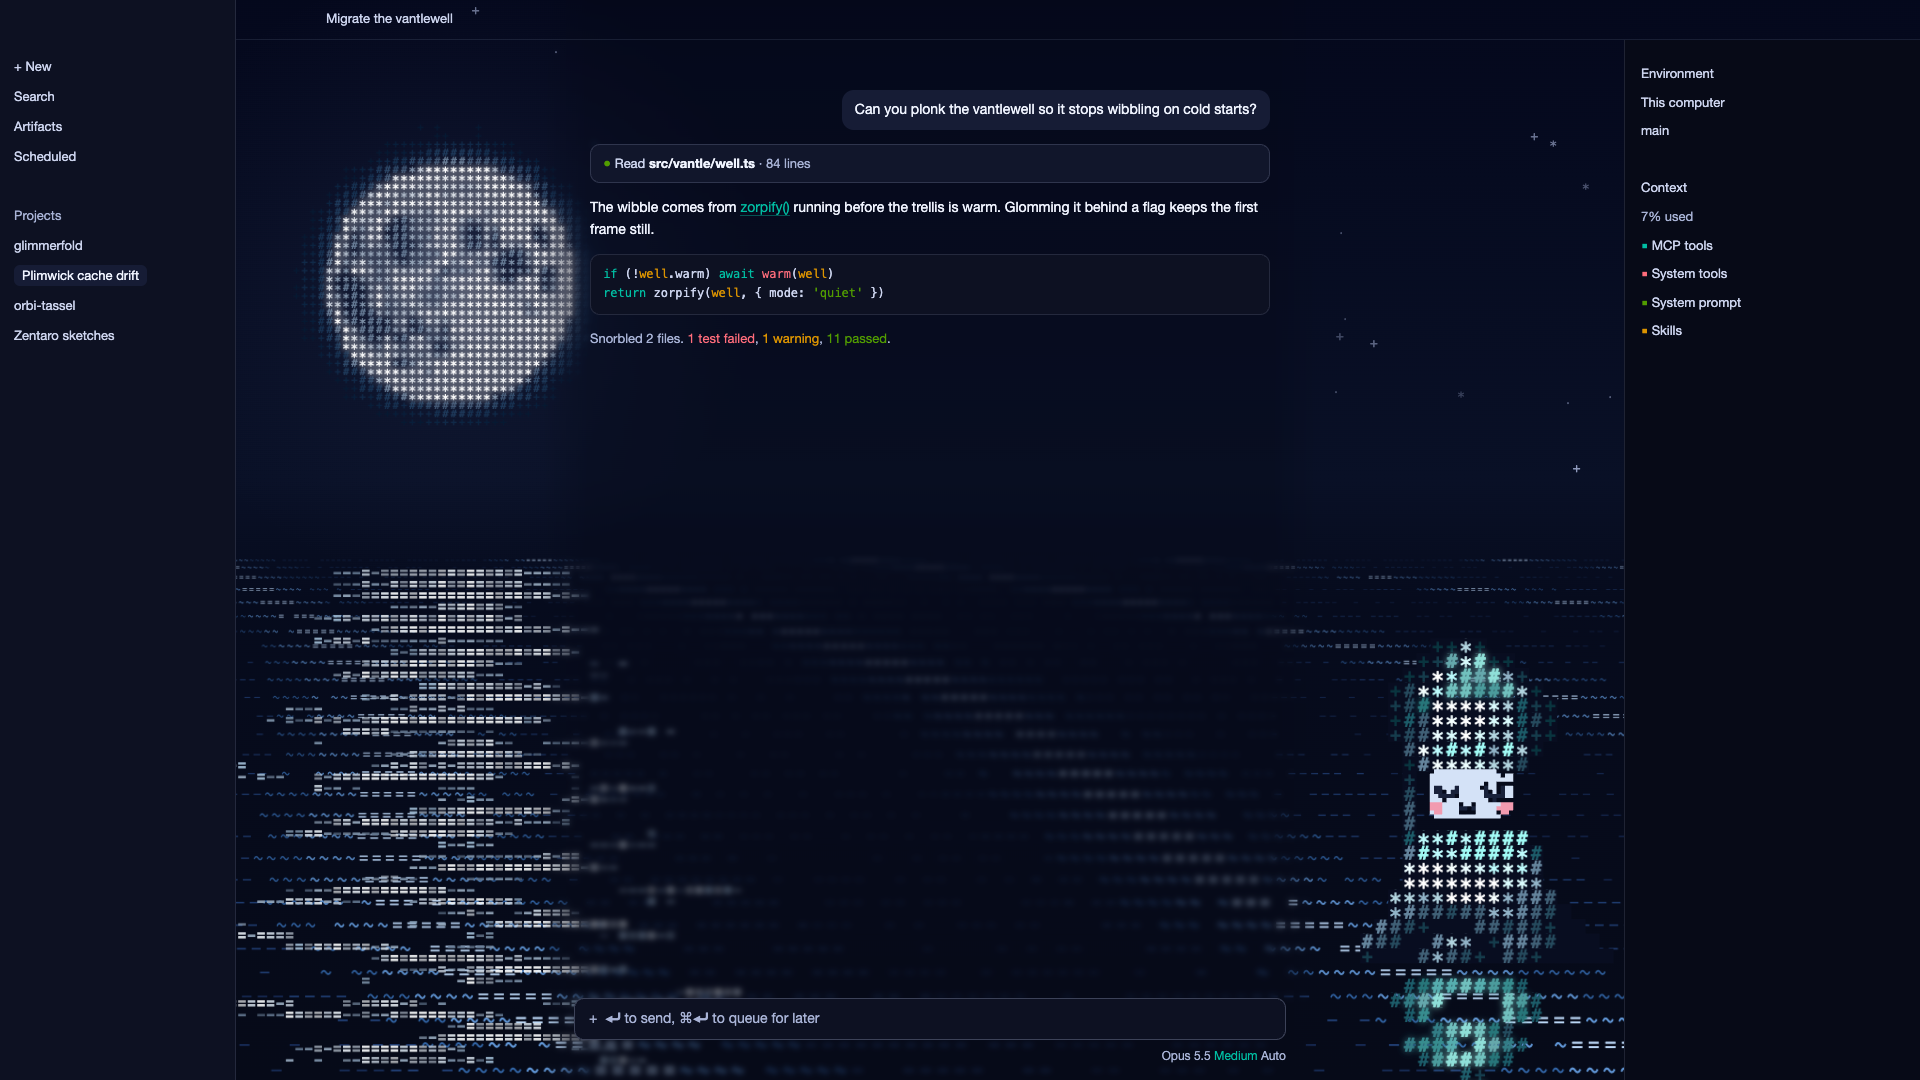 Migrate the vantlewell
+ New
Search
Artifacts
Scheduled
Projects
glimmerfold
Plimwick cache drift
orbi-tassel
Zentaro sketches
Can you plonk the vantlewell so it stops wibbling on cold starts?
Read src/vantle/well.ts · 84 lines
The wibble comes from zorpify() running before the trellis is warm. Glomming it behind a flag keeps the first
frame still.
if (!well.warm) await warm(well)
return zorpify(well, { mode: 'quiet' })
Snorbled 2 files. 1 test failed, 1 warning, 11 passed.
+ ↵ to send, ⌘↵ to queue for later
Opus 5.5 Medium Auto
Environment
This computer
main
Context
7% used
MCP tools
System tools
System prompt
Skills